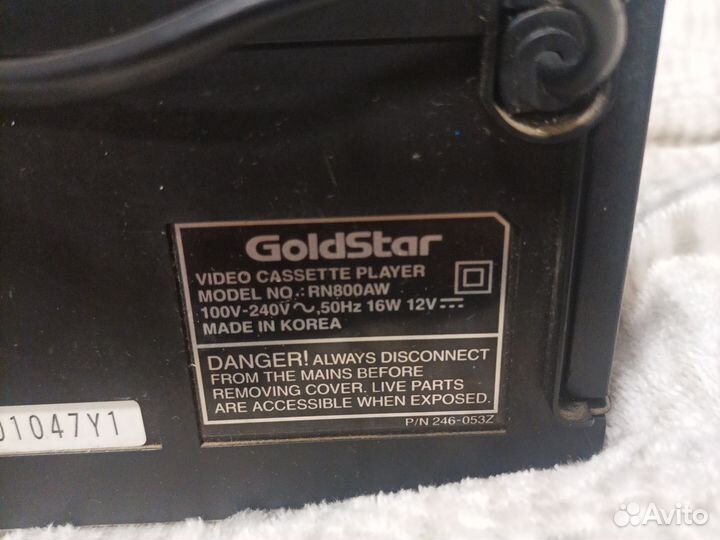 GoldStar
VIDEO CASSETTE PLAYER
MODEL NO.: RN800AW
100V-240V～,50Hz 16W 12V⎓
MADE IN KOREA
DANGER! ALWAYS DISCONNECT
FROM THE MAINS BEFORE
REMOVING COVER. LIVE PARTS
ARE ACCESSIBLE WHEN EXPOSED.
P/N 246-053Z
01047Y1
Avito